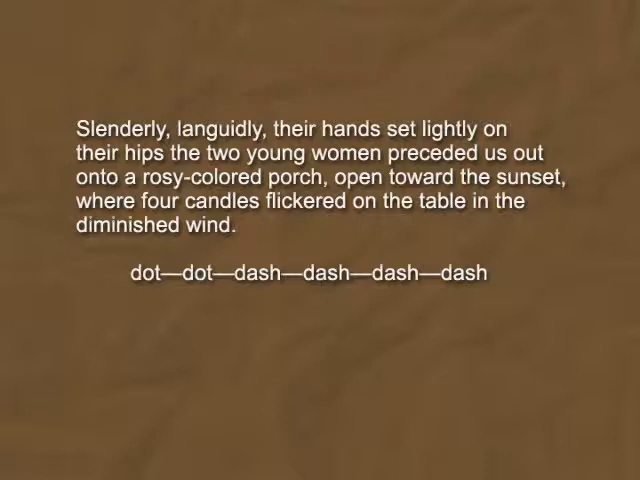 Slenderly, languidly, their hands set lightly on
their hips the two young women preceded us out
onto a rosy-colored porch, open toward the sunset,
where four candles flickered on the table in the
diminished wind.
dot—dot—dash—dash—dash—dash